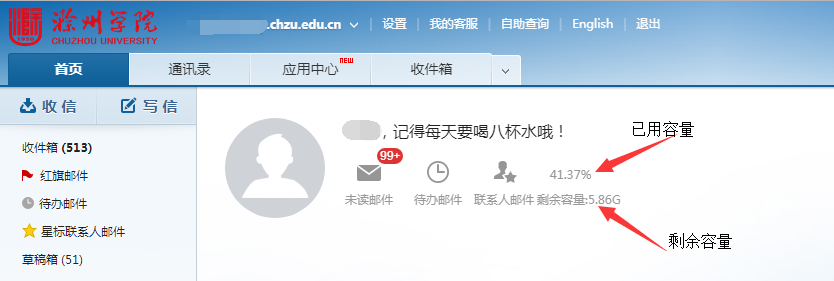 滁州学院
CHUZHOU UNIVERSITY
.chzu.edu.cn 设置 我的客服 自助查询 English 退出
首页 通讯录 应用中心 NEW 收件箱
收信 写信
，记得每天要喝八杯水哦！
已用容量
收件箱 (513)
99+
41.37%
红旗邮件
未读邮件 待办邮件 联系人邮件 剩余容量:5.86G
待办邮件
星标联系人邮件
剩余容量
草稿箱 (51)